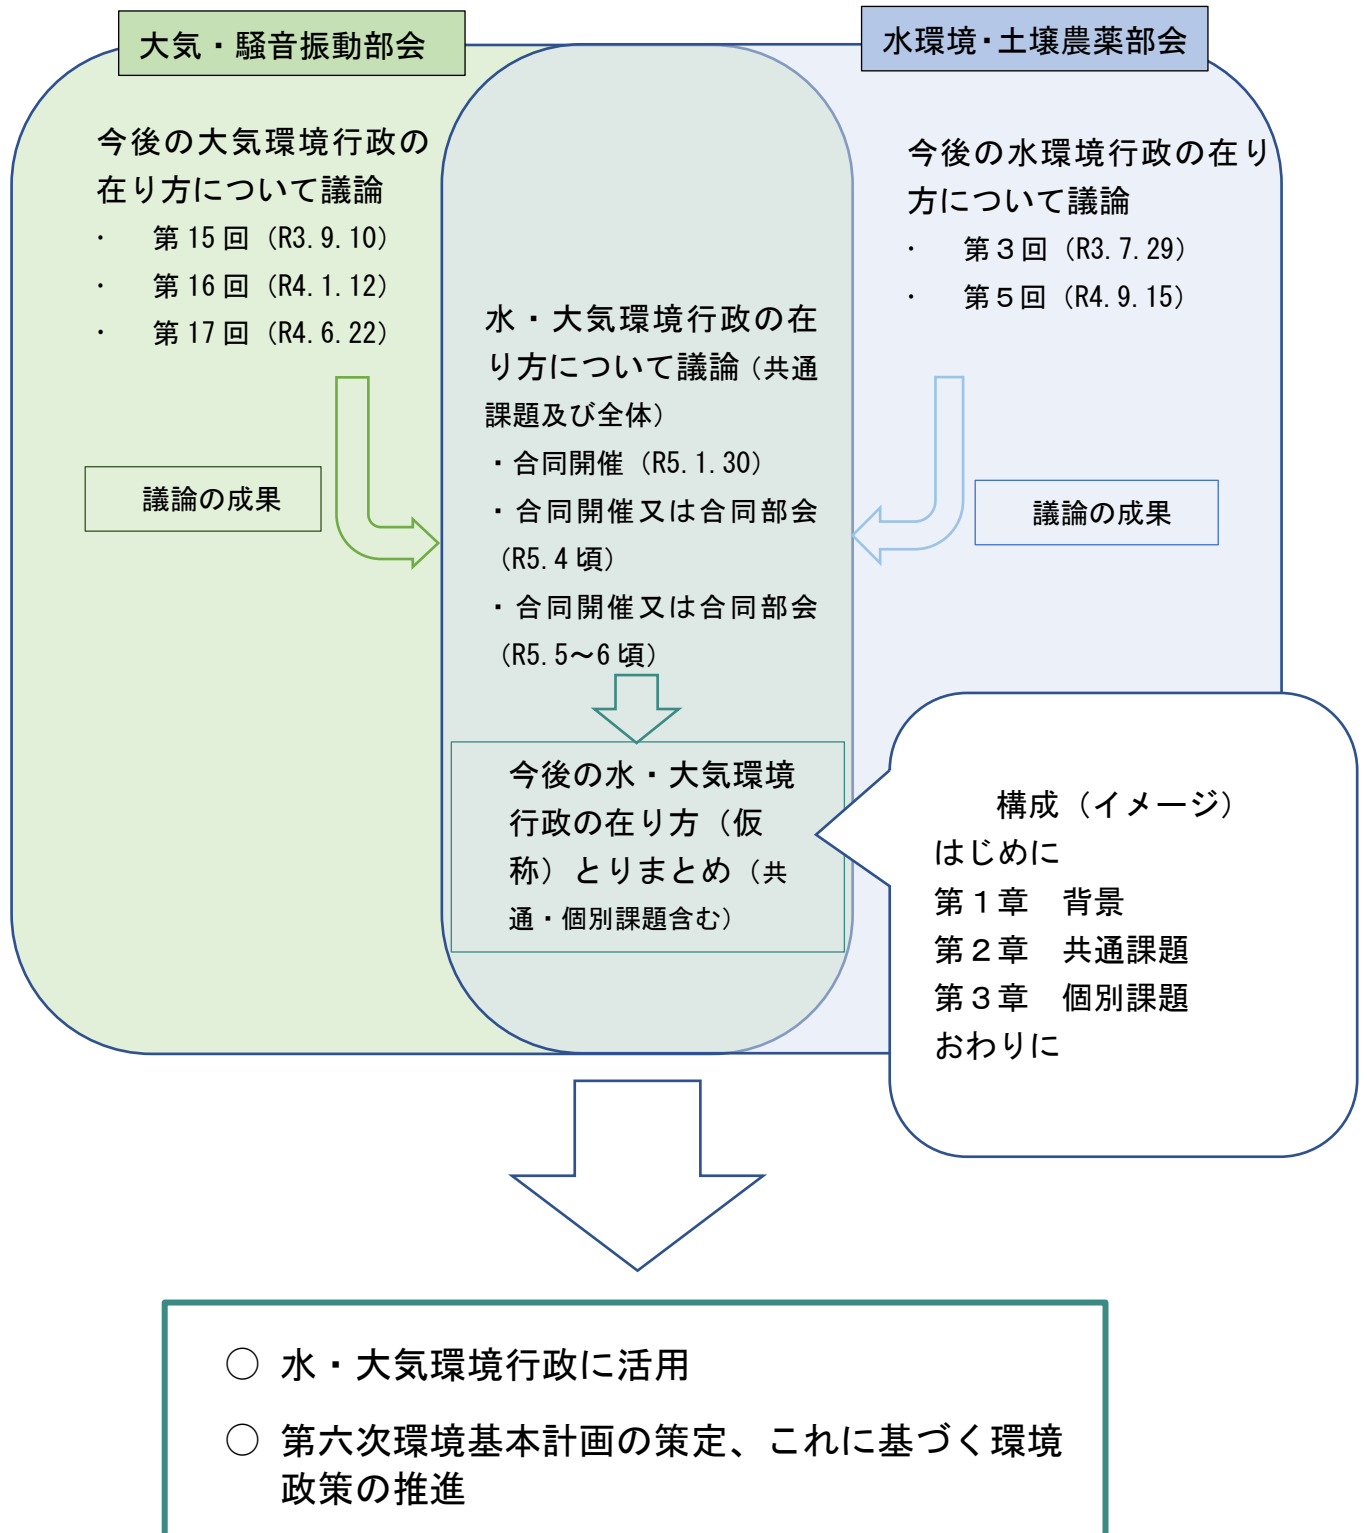 大気・騒音振動部会
今後の大気環境行政の
在り方について議論
・ 第15回（R3.9.10）
・ 第16回（R4.1.12）
・ 第17回（R4.6.22）
議論の成果
水・大気環境行政の在
り方について議論（共通
課題及び全体）
・合同開催（R5.1.30）
・合同開催又は合同部会
（R5.4頃）
・合同開催又は合同部会
（R5.5～6頃）
今後の水・大気環境
行政の在り方（仮
称）とりまとめ（共
通・個別課題含む）
水環境・土壌農薬部会
今後の水環境行政の在り
方について議論
・ 第３回（R3.7.29）
・ 第５回（R4.9.15）
議論の成果
構成（イメージ）
はじめに
第１章　背景
第２章　共通課題
第３章　個別課題
おわりに
○ 水・大気環境行政に活用
○ 第六次環境基本計画の策定、これに基づく環境
政策の推進